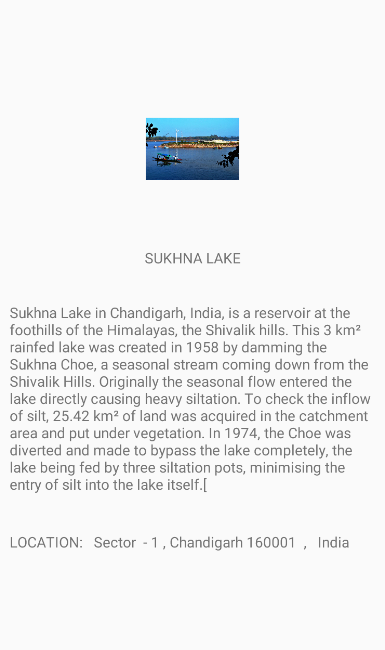 SUKHNA LAKE
Sukhna Lake in Chandigarh, India, is a reservoir at the
foothills of the Himalayas, the Shivalik hills. This 3 km²
rainfed lake was created in 1958 by damming the
Sukhna Choe, a seasonal stream coming down from the
Shivalik Hills. Originally the seasonal flow entered the
lake directly causing heavy siltation. To check the inflow
of silt, 25.42 km² of land was acquired in the catchment
area and put under vegetation. In 1974, the Choe was
diverted and made to bypass the lake completely, the
lake being fed by three siltation pots, minimising the
entry of silt into the lake itself.[
LOCATION:   Sector  - 1 , Chandigarh 160001  ,   India